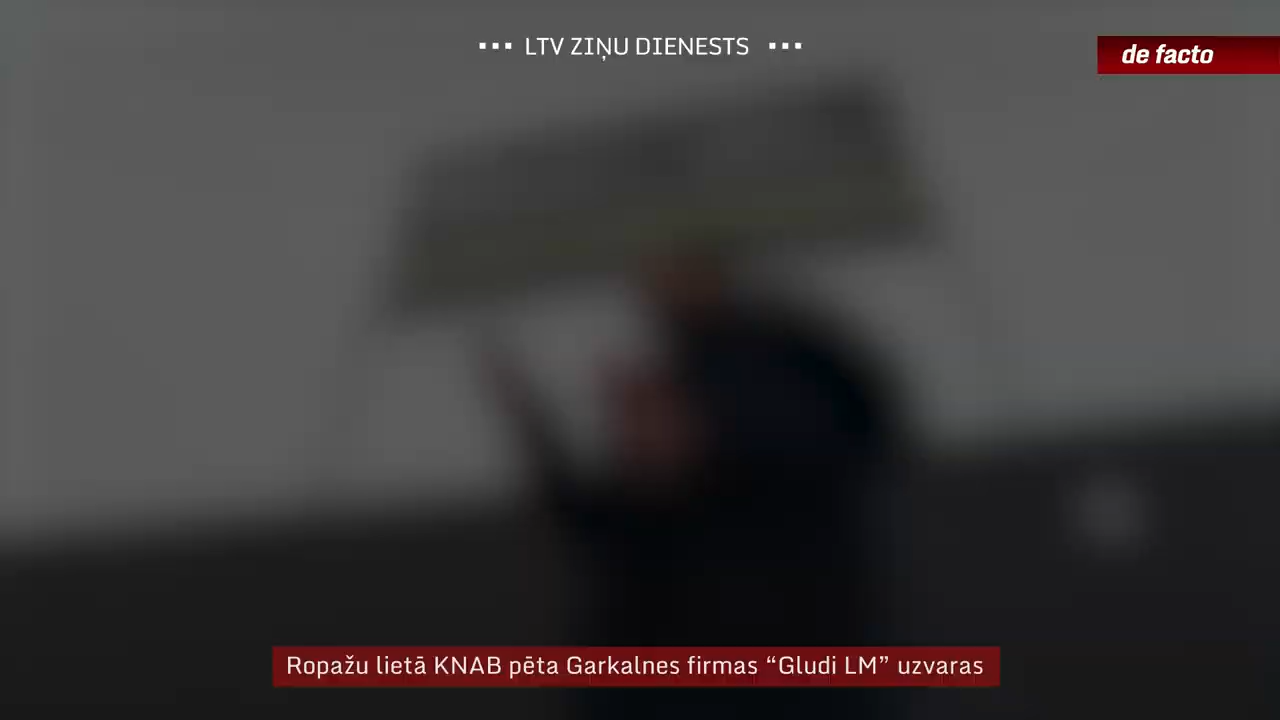 LTV ZIŅU DIENESTS
de facto
Ropažu lietā KNAB pēta Garkalnes firmas “Gludi LM” uzvaras